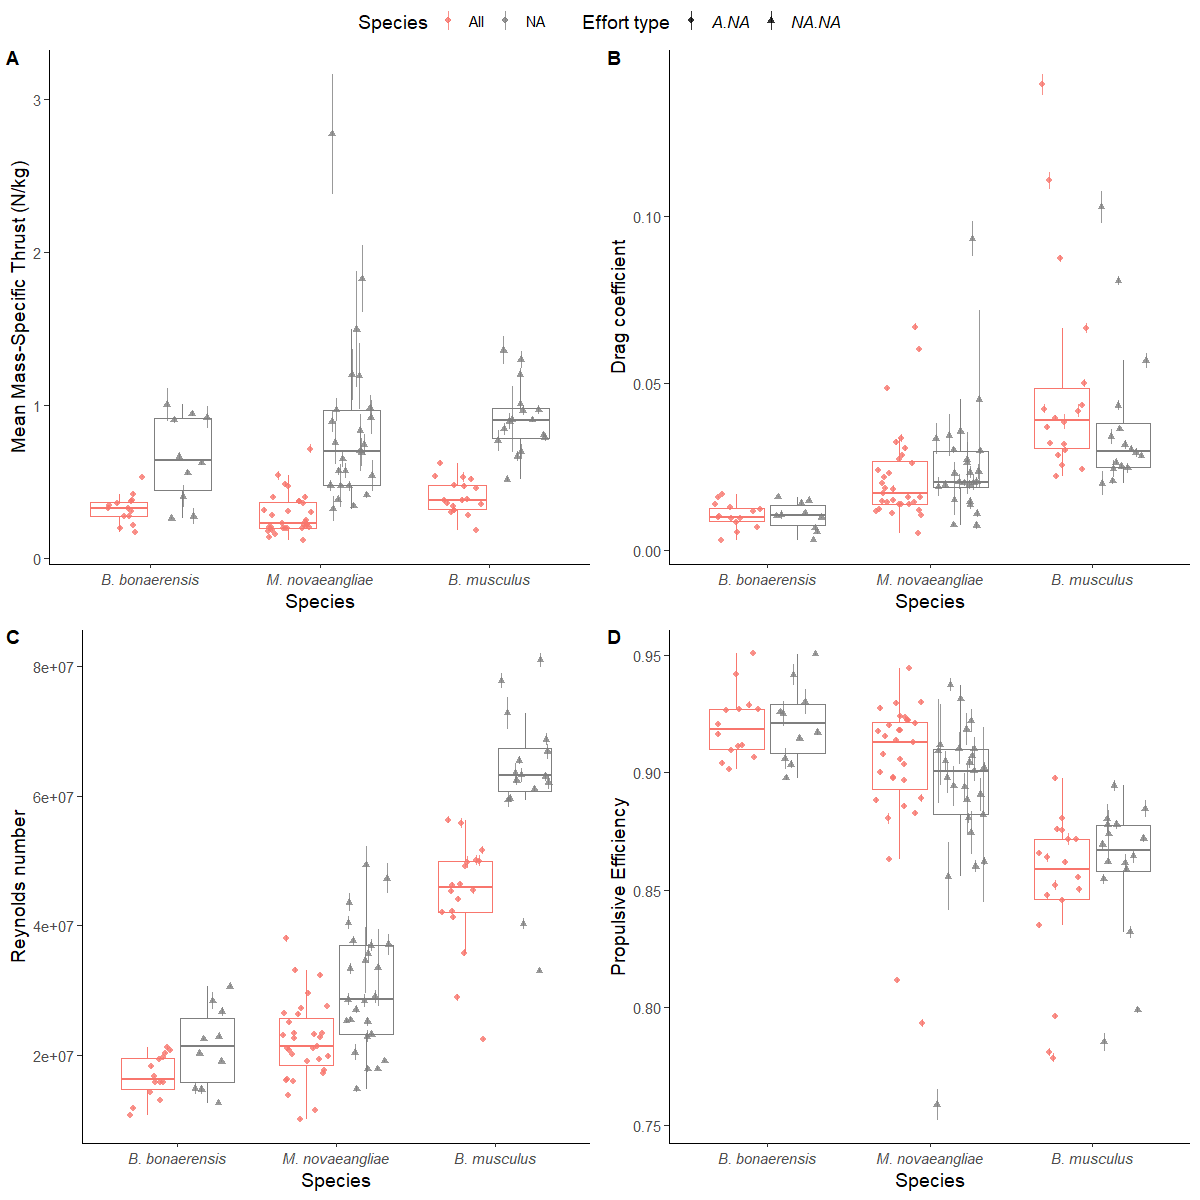 Species All NA Effort type A.NA NA.NA
A
Mean Mass-Specific Thrust (N/kg)
3
2
1
0
B. bonaerensis M. novaeangliae B. musculus
Species
B
Drag coefficient
0.10
0.05
0.00
B. bonaerensis M. novaeangliae B. musculus
Species
C
Reynolds number
8e+07
6e+07
4e+07
2e+07
B. bonaerensis M. novaeangliae B. musculus
Species
D
Propulsive Efficiency
0.95
0.90
0.85
0.80
0.75
B. bonaerensis M. novaeangliae B. musculus
Species